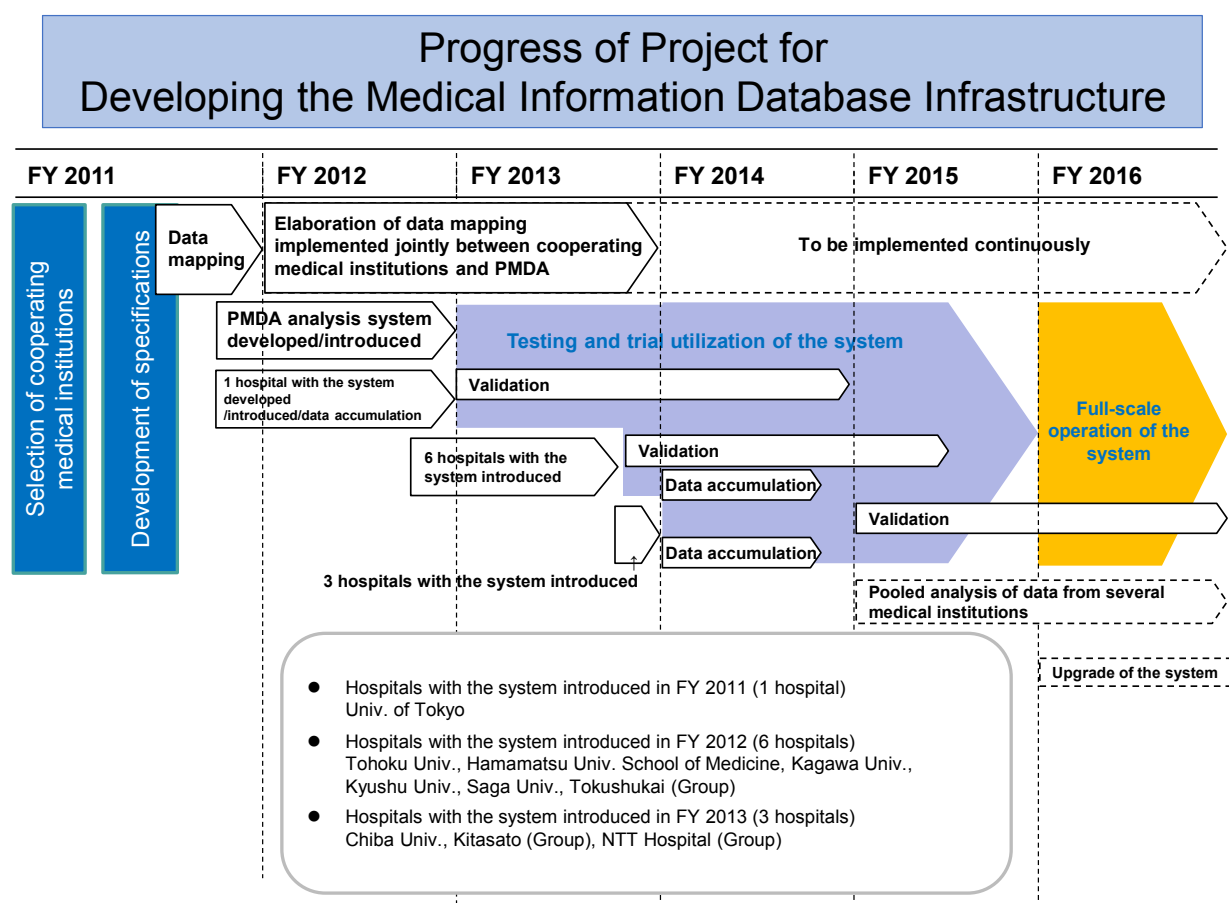 Progress of Project for
Developing the Medical Information Database Infrastructure
FY 2011
FY 2012
FY 2013
FY 2014
FY 2015
FY 2016
Selection of cooperating
medical institutions
Development of specifications
Data
mapping
Elaboration of data mapping
implemented jointly between cooperating
medical institutions and PMDA
To be implemented continuously
PMDA analysis system
developed/introduced
Testing and trial utilization of the system
1 hospital with the system
developed
/introduced/data accumulation
Validation
Full-scale
operation of the
system
6 hospitals with the
system introduced
Validation
Data accumulation
Validation
Data accumulation
↑
3 hospitals with the system introduced
Pooled analysis of data from several
medical institutions
Upgrade of the system
● Hospitals with the system introduced in FY 2011 (1 hospital)
Univ. of Tokyo
● Hospitals with the system introduced in FY 2012 (6 hospitals)
Tohoku Univ., Hamamatsu Univ. School of Medicine, Kagawa Univ.,
Kyushu Univ., Saga Univ., Tokushukai (Group)
● Hospitals with the system introduced in FY 2013 (3 hospitals)
Chiba Univ., Kitasato (Group), NTT Hospital (Group)